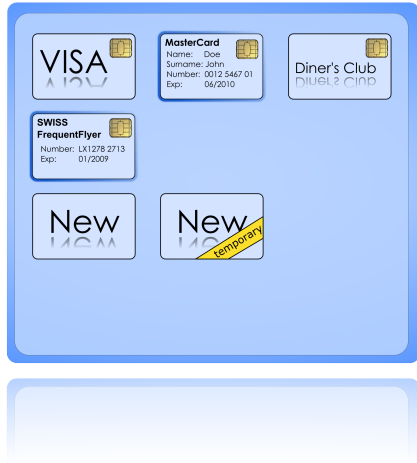 VISA
MasterCard
Name: Doe
Surname: John
Number: 0012 5467 01
Exp: 06/2010
Diner's Club
SWISS
FrequentFlyer
Number: LX1278 2713
Exp: 01/2009
New
New
temporary